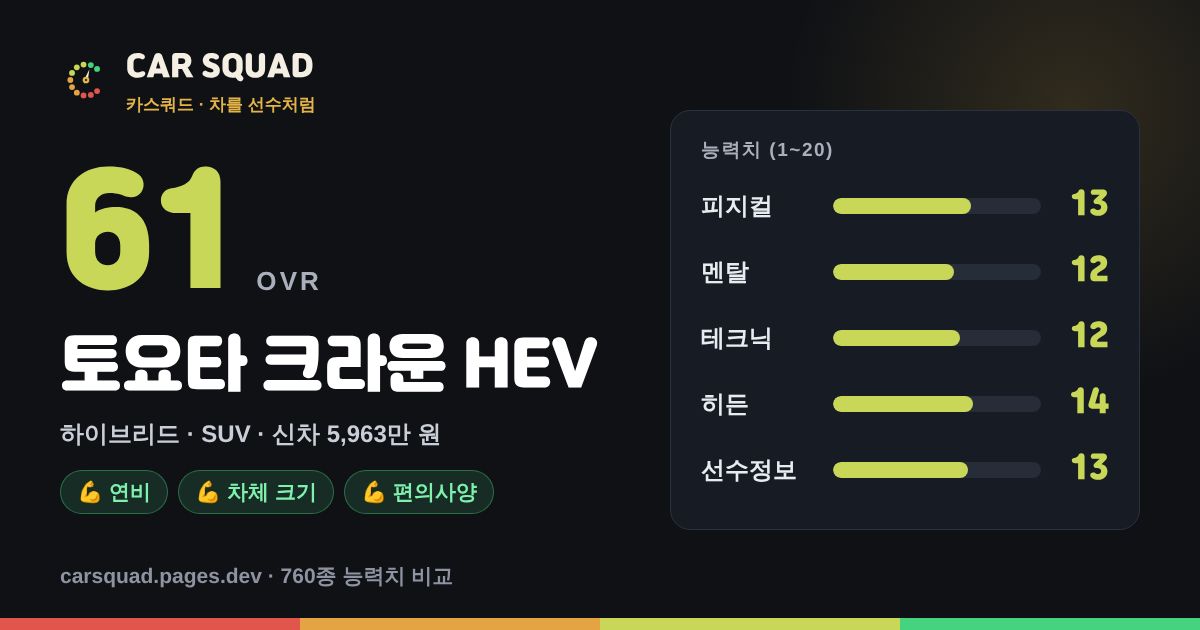 CAR SQUAD
카스쿼드 · 차를 선수처럼
61 OVR
토요타 크라운 HEV
하이브리드 · SUV · 신차 5,963만 원
💪 연비 💪 차체 크기 💪 편의사양
carsquad.pages.dev · 760종 능력치 비교
능력치 (1~20)
피지컬 13
멘탈 12
테크닉 12
히든 14
선수정보 13